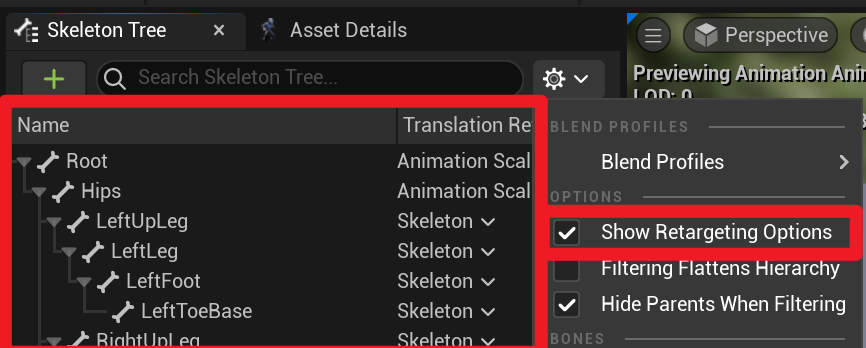 Skeleton Tree
Asset Details
Perspective
Search Skeleton Tree...
Previewing Animation Ani
LOD: 0
Name
Translation Re
Root
Animation Scal
Hips
Animation Scal
LeftUpLeg
Skeleton
LeftLeg
Skeleton
LeftFoot
Skeleton
LeftToeBase
Skeleton
RightUpLeg
Skeleton
BLEND PROFILES
Blend Profiles
OPTIONS
Show Retargeting Options
Filtering Flattens Hierarchy
Hide Parents When Filtering
BONES